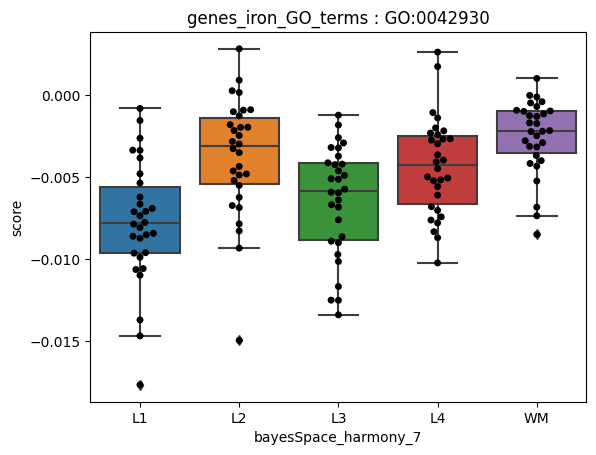 genes_iron_GO_terms : GO:0042930
0.000
−0.005
−0.010
−0.015
score
L1 L2 L3 L4 WM
bayesSpace_harmony_7